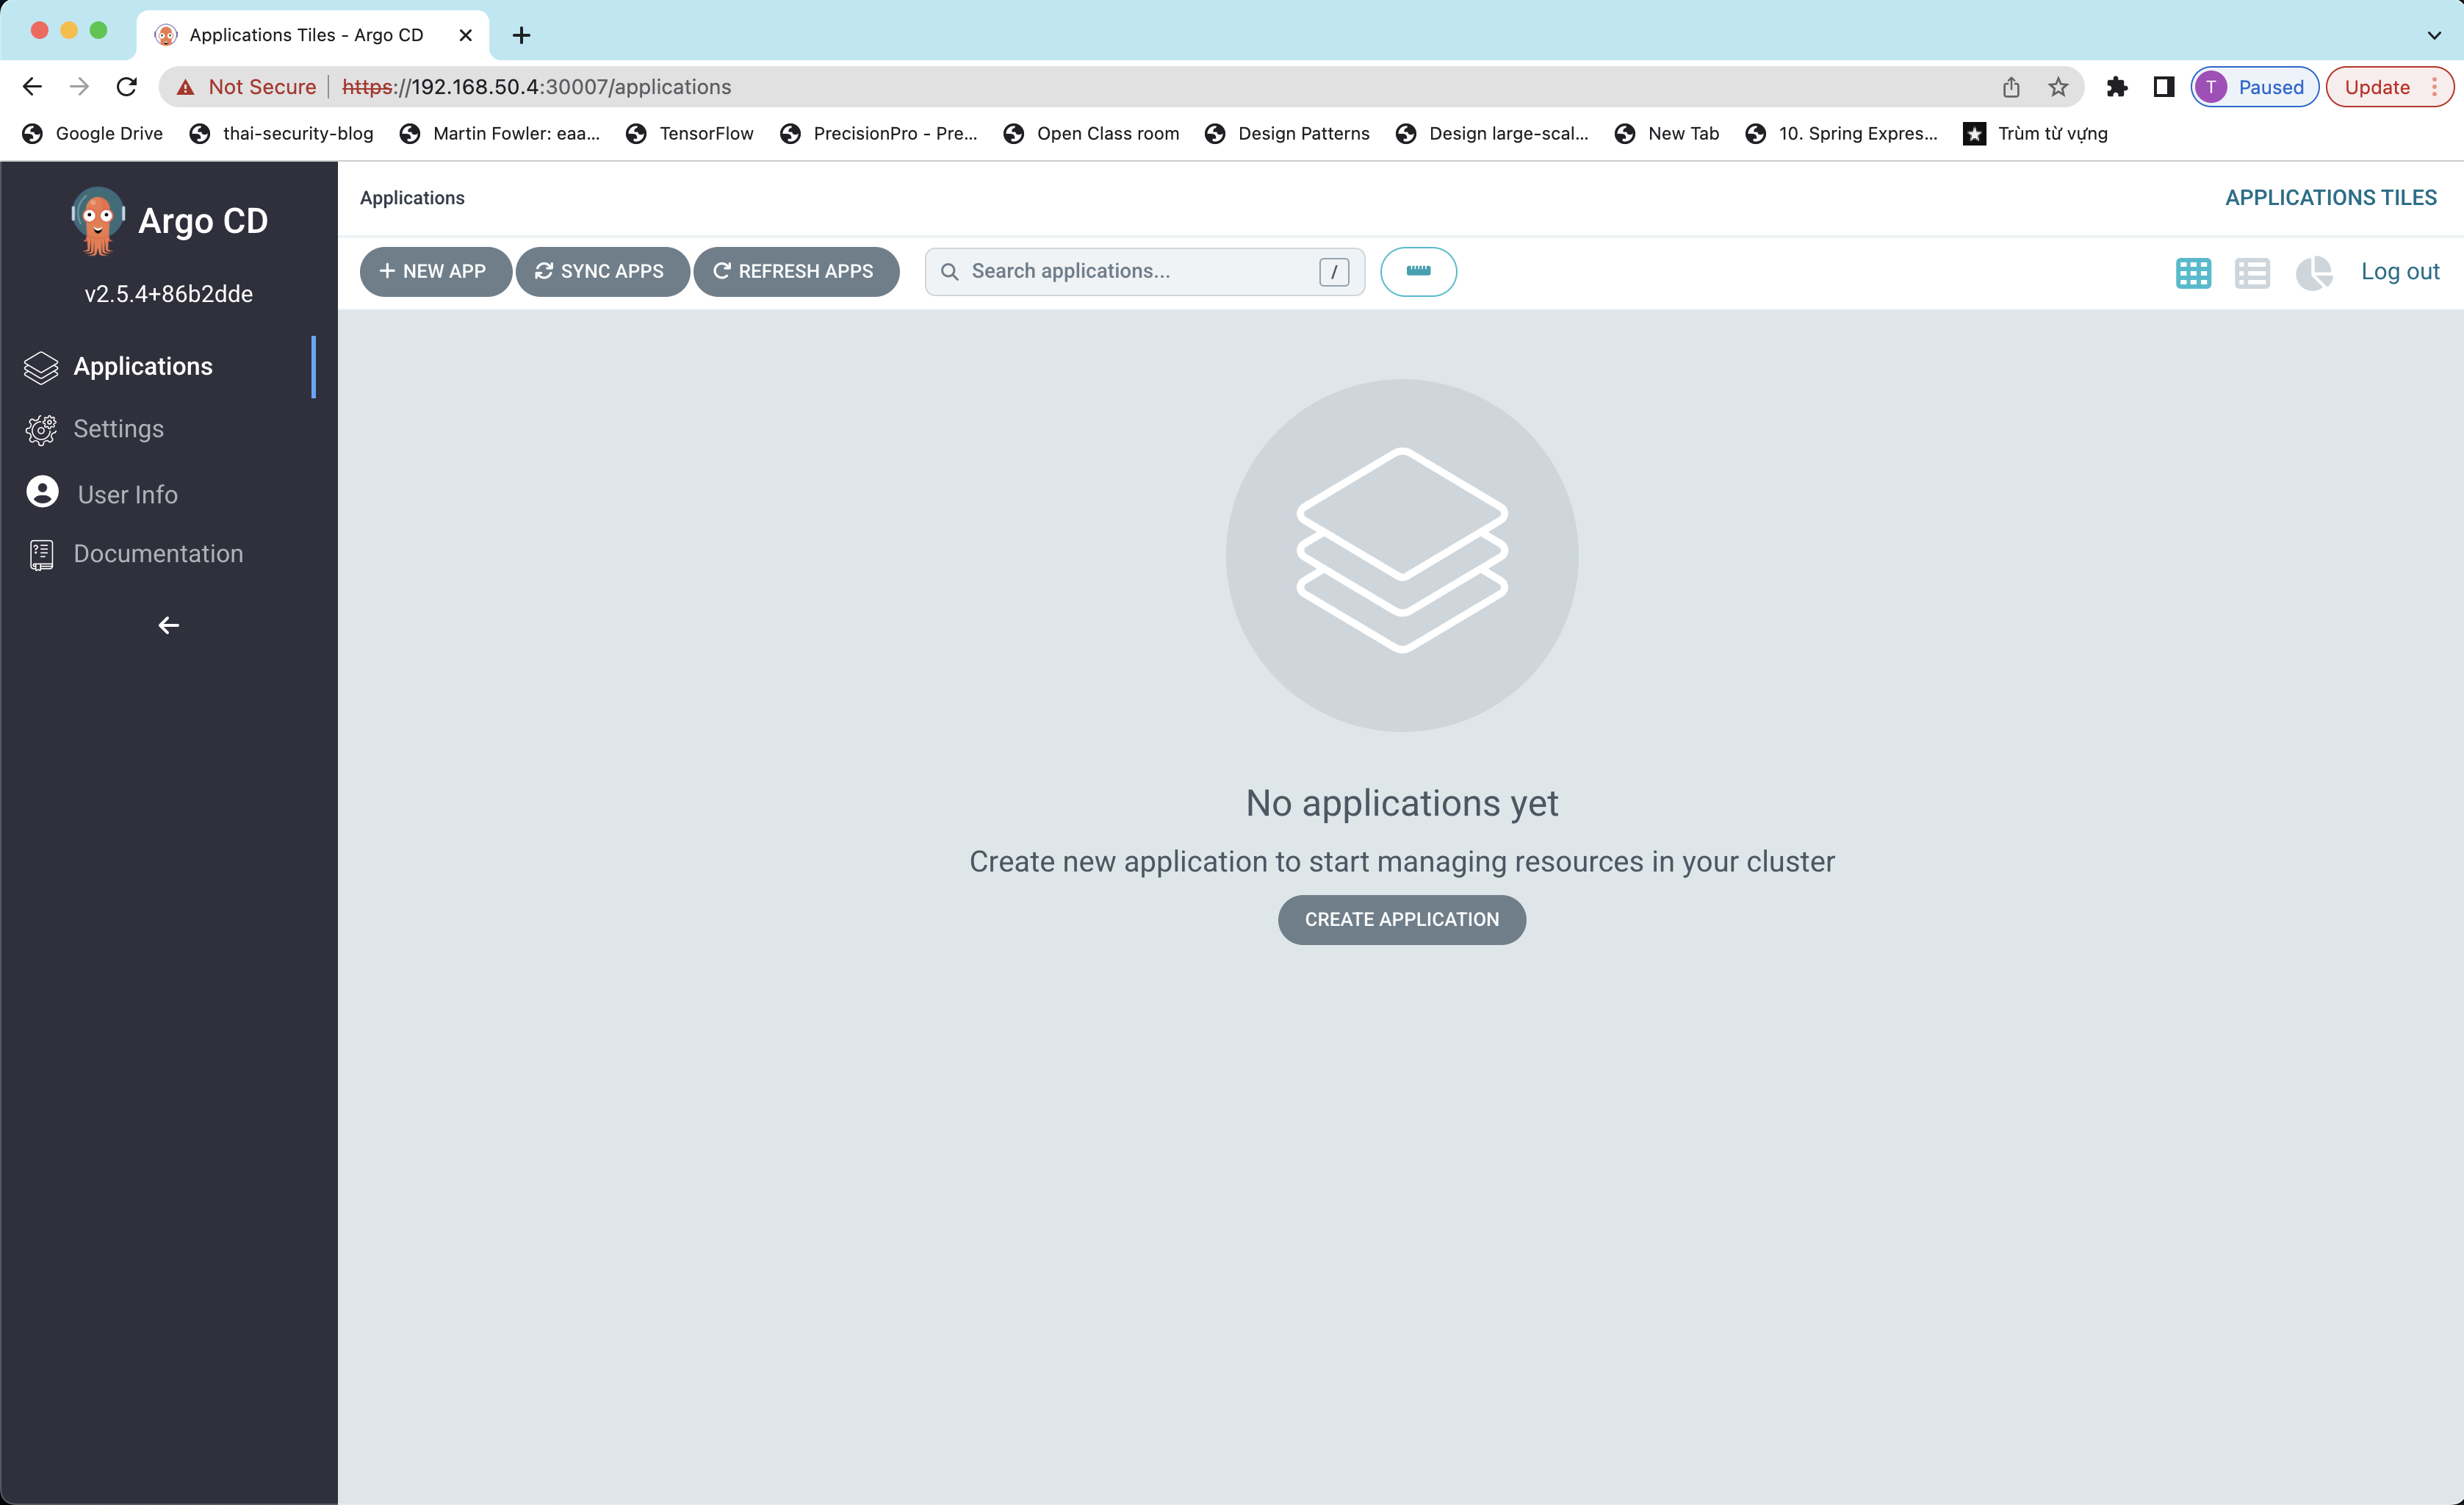 Applications Tiles - Argo CD
Not Secure https://192.168.50.4:30007/applications T Paused Update
Google Drive thai-security-blog Martin Fowler: eaa... TensorFlow PrecisionPro - Pre... Open Class room Design Patterns Design large-scal... New Tab 10. Spring Expres... Trùm từ vựng
Argo CD
v2.5.4+86b2dde
Applications
Settings
User Info
Documentation
Applications APPLICATIONS TILES
NEW APP SYNC APPS REFRESH APPS Search applications... / Log out
No applications yet
Create new application to start managing resources in your cluster
CREATE APPLICATION